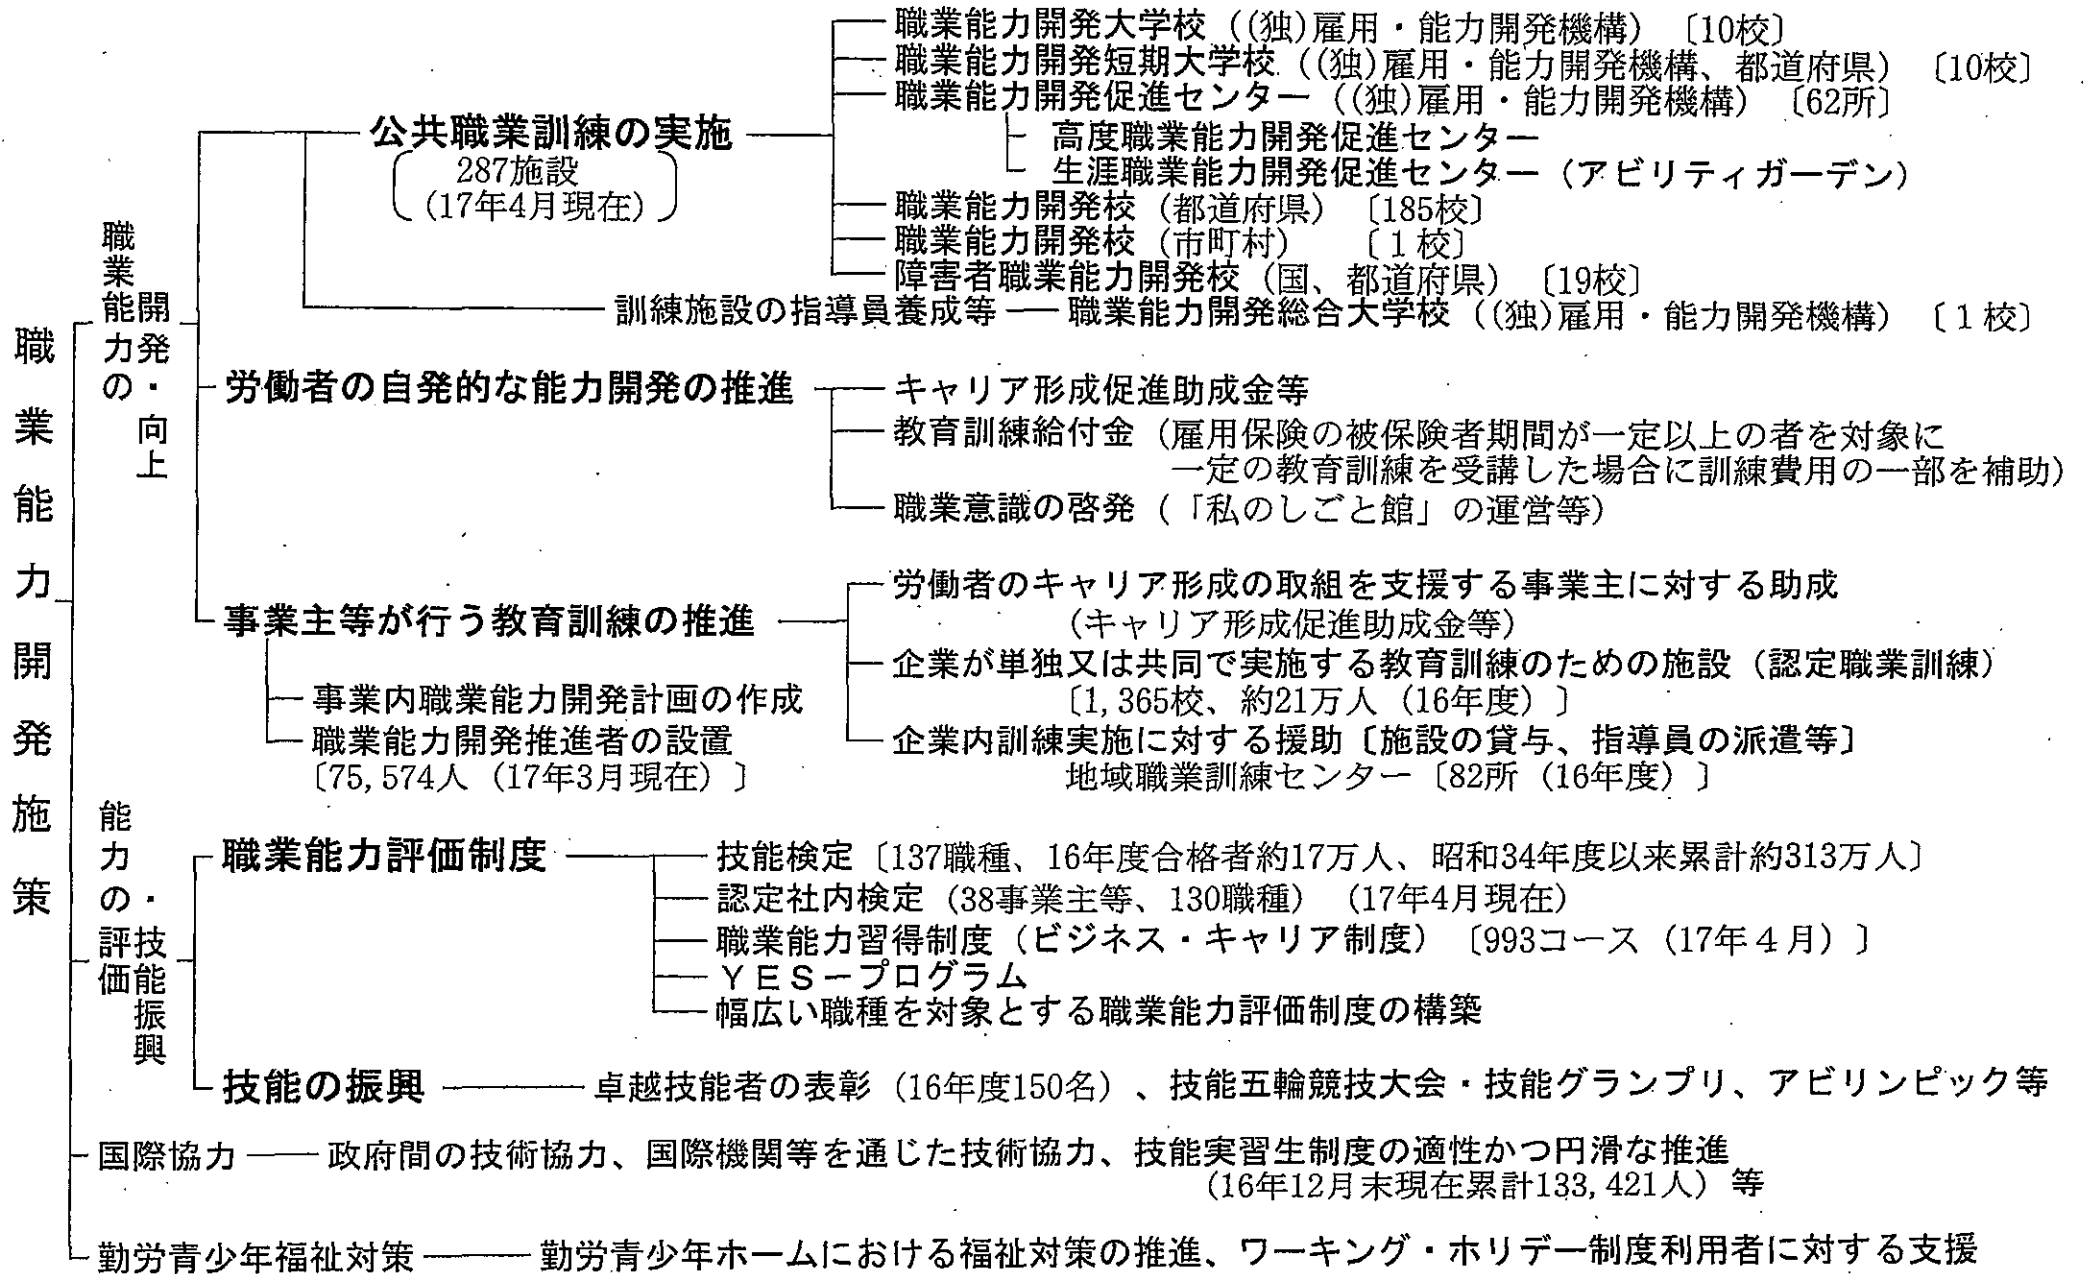 職業能力開発施策
職業能力の
開発・向上
公共職業訓練の実施
287施設
(17年4月現在)
職業能力開発大学校((独)雇用・能力開発機構)〔10校〕
職業能力開発短期大学校((独)雇用・能力開発機構、都道府県)〔10校〕
職業能力開発促進センター((独)雇用・能力開発機構)〔62所〕
高度職業能力開発促進センター
生涯職業能力開発促進センター(アビリティガーデン)
職業能力開発校(都道府県)〔185校〕
職業能力開発校(市町村)〔1校〕
障害者職業能力開発校(国、都道府県)〔19校〕
訓練施設の指導員養成等 職業能力開発総合大学校((独)雇用・能力開発機構)〔1校〕
労働者の自発的な能力開発の推進
キャリア形成促進助成金等
教育訓練給付金(雇用保険の被保険者期間が一定以上の者を対象に
一定の教育訓練を受講した場合に訓練費用の一部を補助)
職業意識の啓発(「私のしごと館」の運営等)
事業主等が行う教育訓練の推進
事業内職業能力開発計画の作成
職業能力開発推進者の設置
〔75,574人(17年3月現在)〕
労働者のキャリア形成の取組を支援する事業主に対する助成
(キャリア形成促進助成金等)
企業が単独又は共同で実施する教育訓練のための施設(認定職業訓練)
〔1,365校、約21万人(16年度)〕
企業内訓練実施に対する援助〔施設の貸与、指導員の派遣等〕
地域職業訓練センター〔82所(16年度)〕
能力の評価
・技能振興
職業能力評価制度
技能検定〔137職種、16年度合格者約17万人、昭和34年度以来累計約313万人〕
認定社内検定(38事業主等、130職種)(17年4月現在)
職業能力習得制度(ビジネス・キャリア制度)〔993コース(17年4月)〕
YES-プログラム
幅広い職種を対象とする職業能力評価制度の構築
技能の振興 卓越技能者の表彰(16年度150名)、技能五輪競技大会・技能グランプリ、アビリンピック等
国際協力 政府間の技術協力、国際機関等を通じた技術協力、技能実習生制度の適性かつ円滑な推進
(16年12月末現在累計133,421人)等
勤労青少年福祉対策 勤労青少年ホームにおける福祉対策の推進、ワーキング・ホリデー制度利用者に対する支援